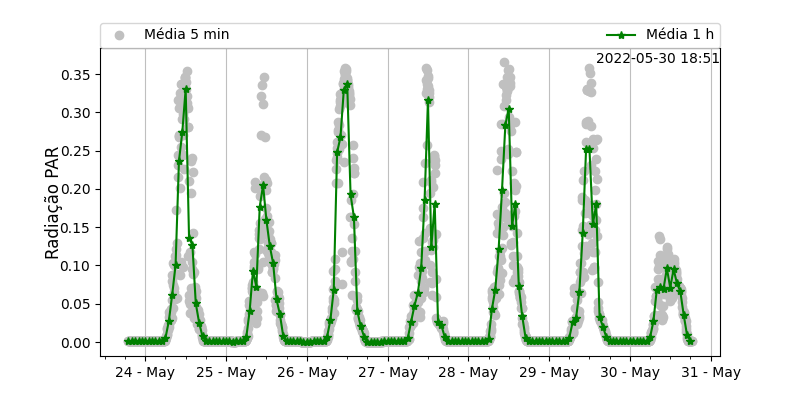 Média 5 min
Média 1 h
2022-05-30 18:51
Radiação PAR
0.35
0.30
0.25
0.20
0.15
0.10
0.05
0.00
24 - May
25 - May
26 - May
27 - May
28 - May
29 - May
30 - May
31 - May